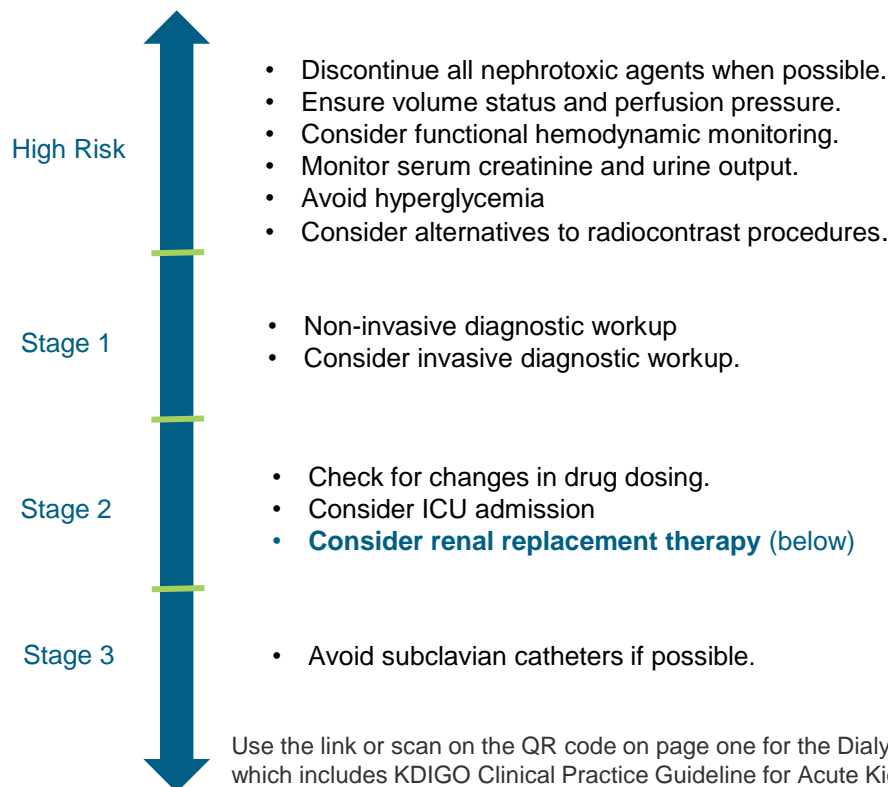 High Risk
• Discontinue all nephrotoxic agents when possible.
• Ensure volume status and perfusion pressure.
• Consider functional hemodynamic monitoring.
• Monitor serum creatinine and urine output.
• Avoid hyperglycemia
• Consider alternatives to radiocontrast procedures.
Stage 1
• Non-invasive diagnostic workup
• Consider invasive diagnostic workup.
Stage 2
• Check for changes in drug dosing.
• Consider ICU admission
• Consider renal replacement therapy (below)
Stage 3
• Avoid subclavian catheters if possible.
Use the link or scan on the QR code on page one for the
which includes KDIGO Clinical Practice Guideline for Acute